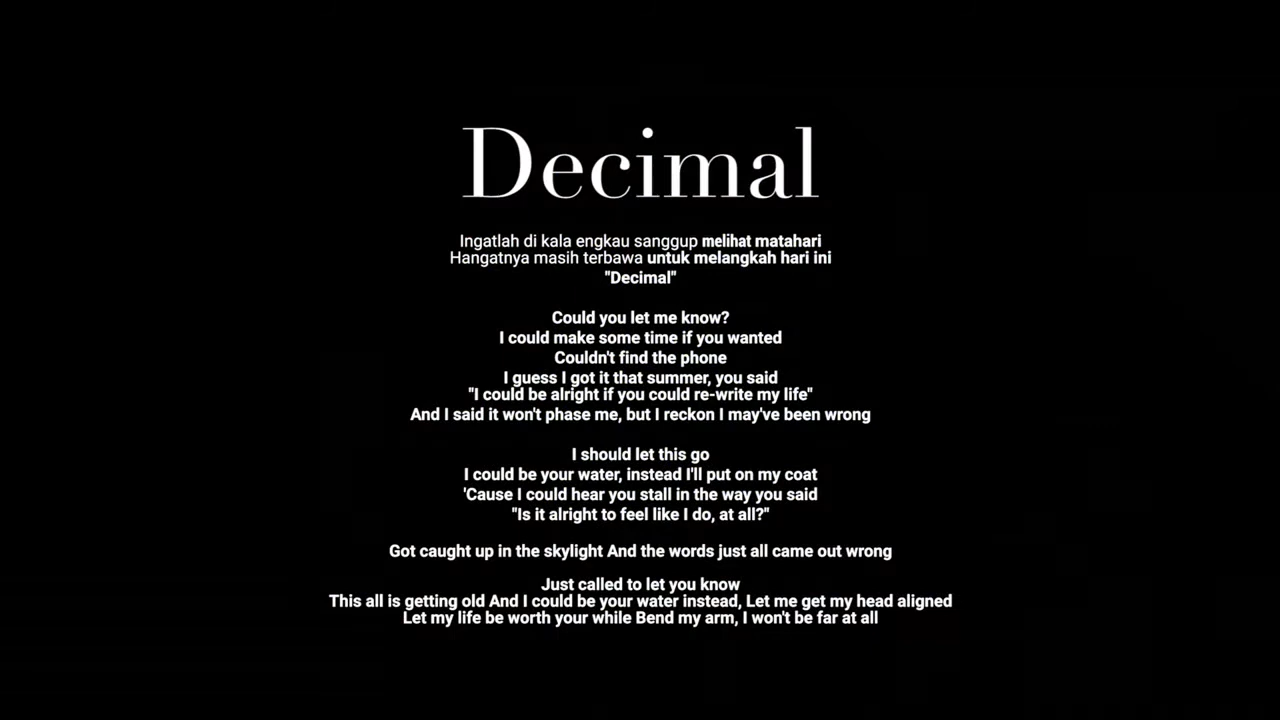 Decimal
Ingatlah di kala engkau sanggup melihat matahari
Hangatnya masih terbawa untuk melangkah hari ini
"Decimal"
Could you let me know?
I could make some time if you wanted
Couldn't find the phone
I guess I got it that summer, you said
"I could be alright if you could re-write my life"
And I said it won't phase me, but I reckon I may've been wrong
I should let this go
I could be your water, instead I'll put on my coat
'Cause I could hear you stall in the way you said
"Is it alright to feel like I do, at all?"
Got caught up in the skylight And the words just all came out wrong
Just called to let you know
This all is getting old And I could be your water instead, Let me get my head aligned
Let my life be worth your while Bend my arm, I won't be far at all